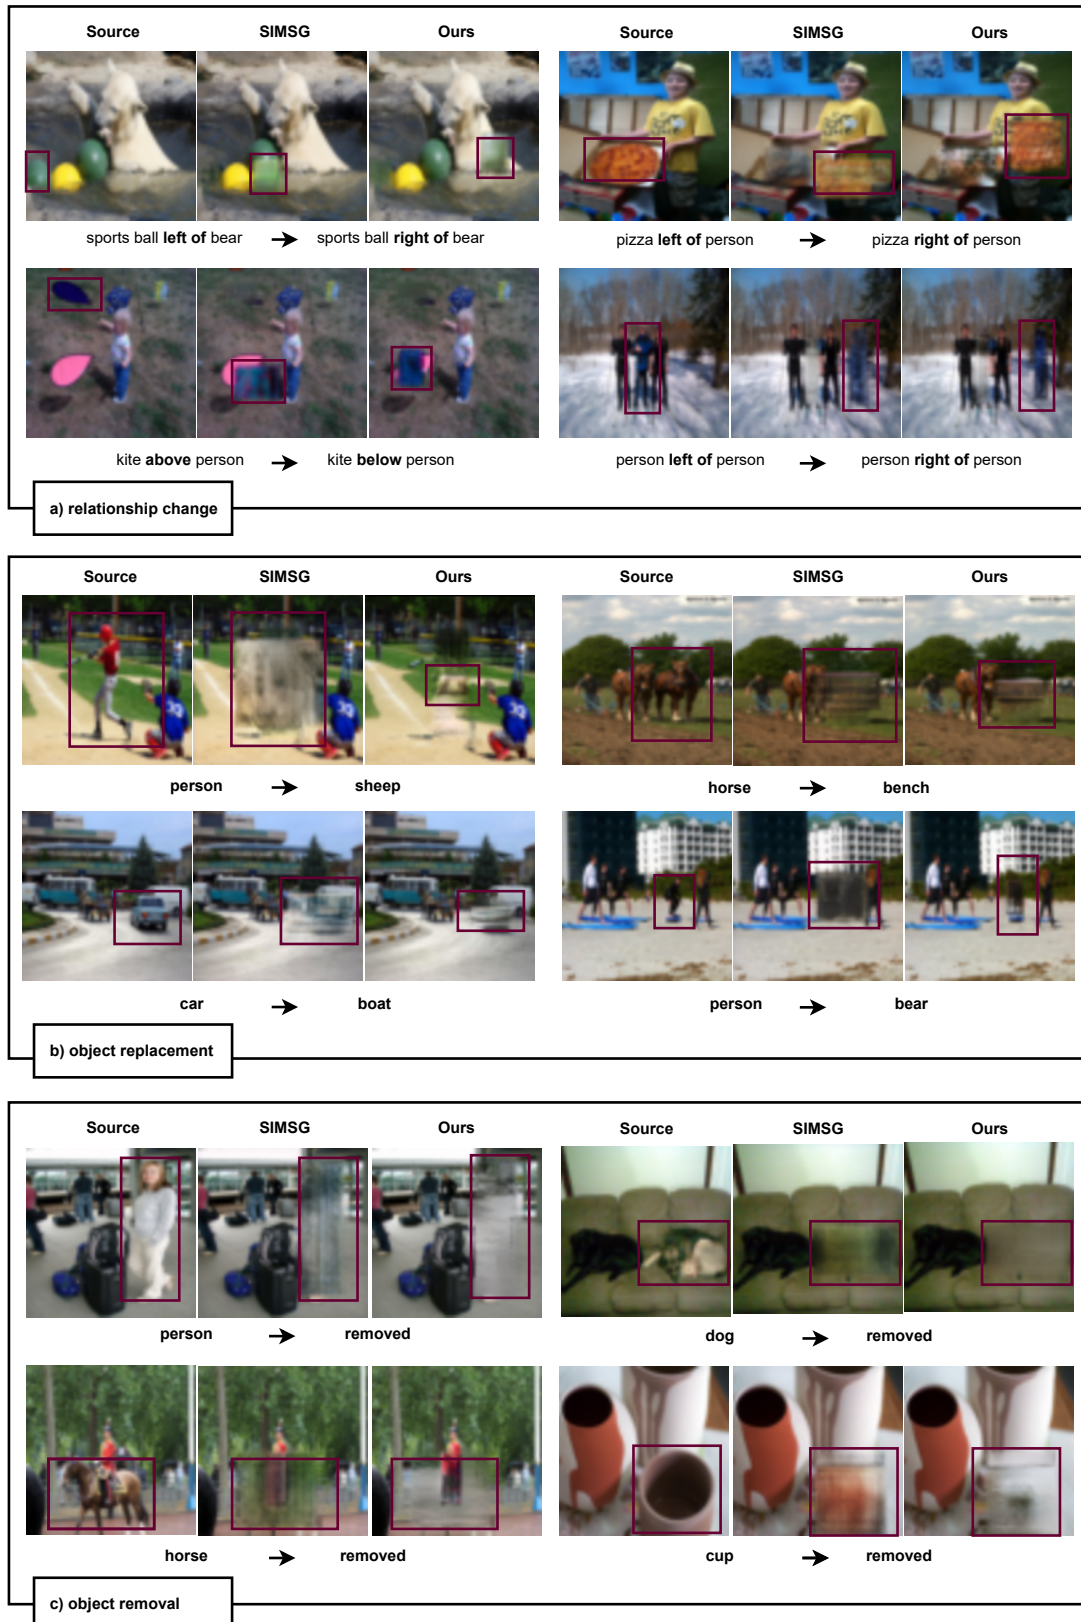 Source SIMSG Ours Source SIMSG Ours
sports ball left of bear → sports ball right of bear pizza left of person → pizza right of person
kite above person → kite below person person left of person → person right of person
a) relationship change
Source SIMSG Ours Source SIMSG Ours
33
person → sheep horse → bench
car → boat person → bear
b) object replacement
Source SIMSG Ours Source SIMSG Ours
person → removed dog → removed
horse → removed cup → removed
c) object removal